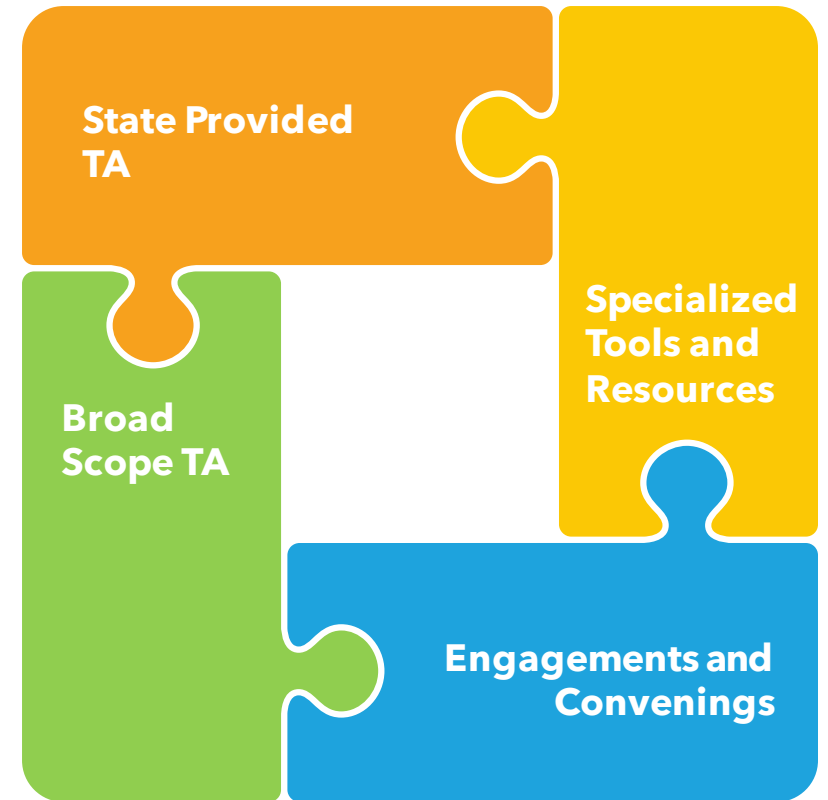 State Provided
TA
Specialized
Tools and
Resources
Broad
Scope TA
Engagements and
Convenings